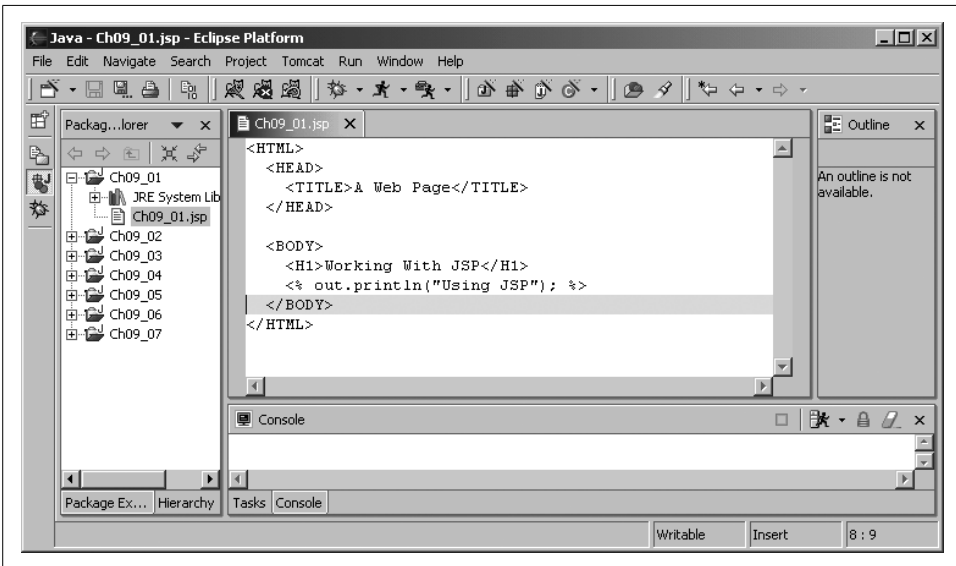 Java - Ch09_01.jsp - Eclipse Platform
File Edit Navigate Search Project Tomcat Run Window Help
Packag...lorer
Ch09_01
JRE System Lib
Ch09_01.jsp
Ch09_02
Ch09_03
Ch09_04
Ch09_05
Ch09_06
Ch09_07
Package Ex... Hierarchy
Ch09_01.jsp
<HTML>
<HEAD>
<TITLE>A Web Page</TITLE>
</HEAD>
<BODY>
<H1>Working With JSP</H1>
<% out.println("Using JSP"); %>
</BODY>
</HTML>
Outline
An outline is not
available.
Console
Tasks Console
Writable Insert 8 : 9